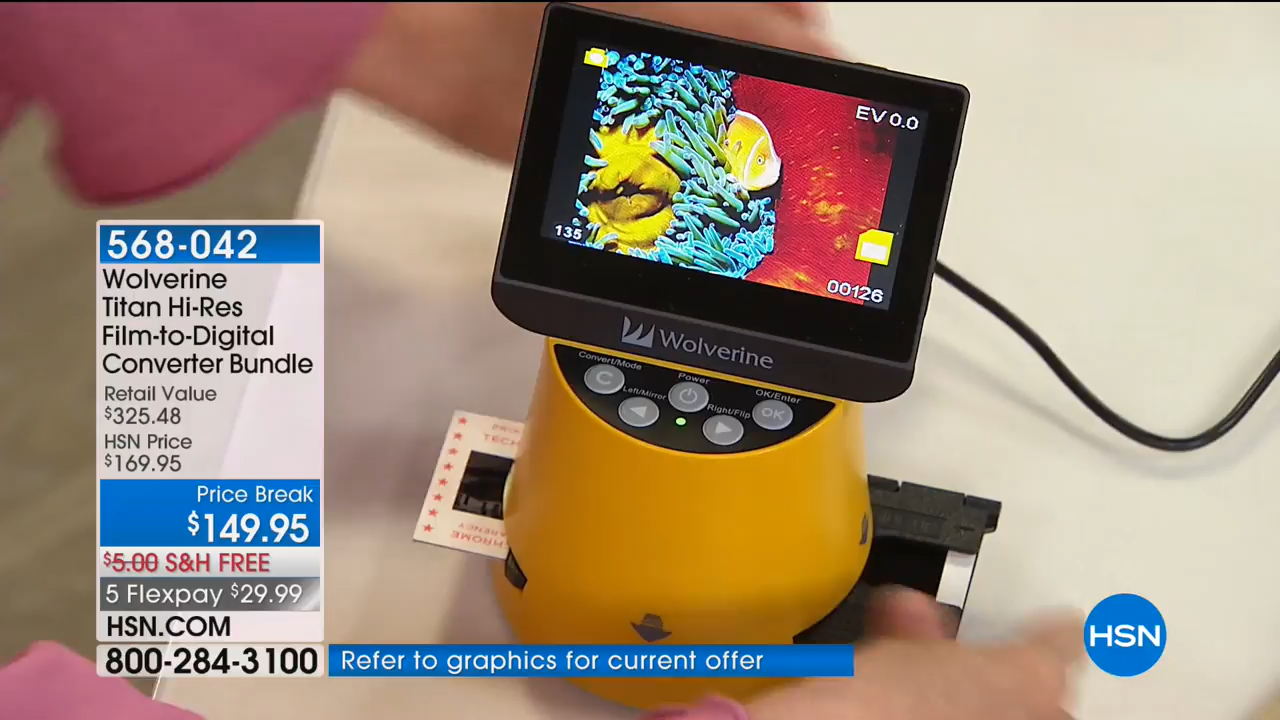 568-042
Wolverine
Titan Hi-Res
Film-to-Digital
Converter Bundle
Retail Value
$325.48
HSN Price
$169.95
Price Break
$149.95
$5.00 S&H FREE
5 Flexpay $29.99
HSN.COM
800-284-3100
Refer to graphics for current offer
HSN
EV 0.0
135
00126
Wolverine
Convert/Mode
C
Power
OK/Enter
OK
Left/Mirror
Right/Flip
TECH
CHROME